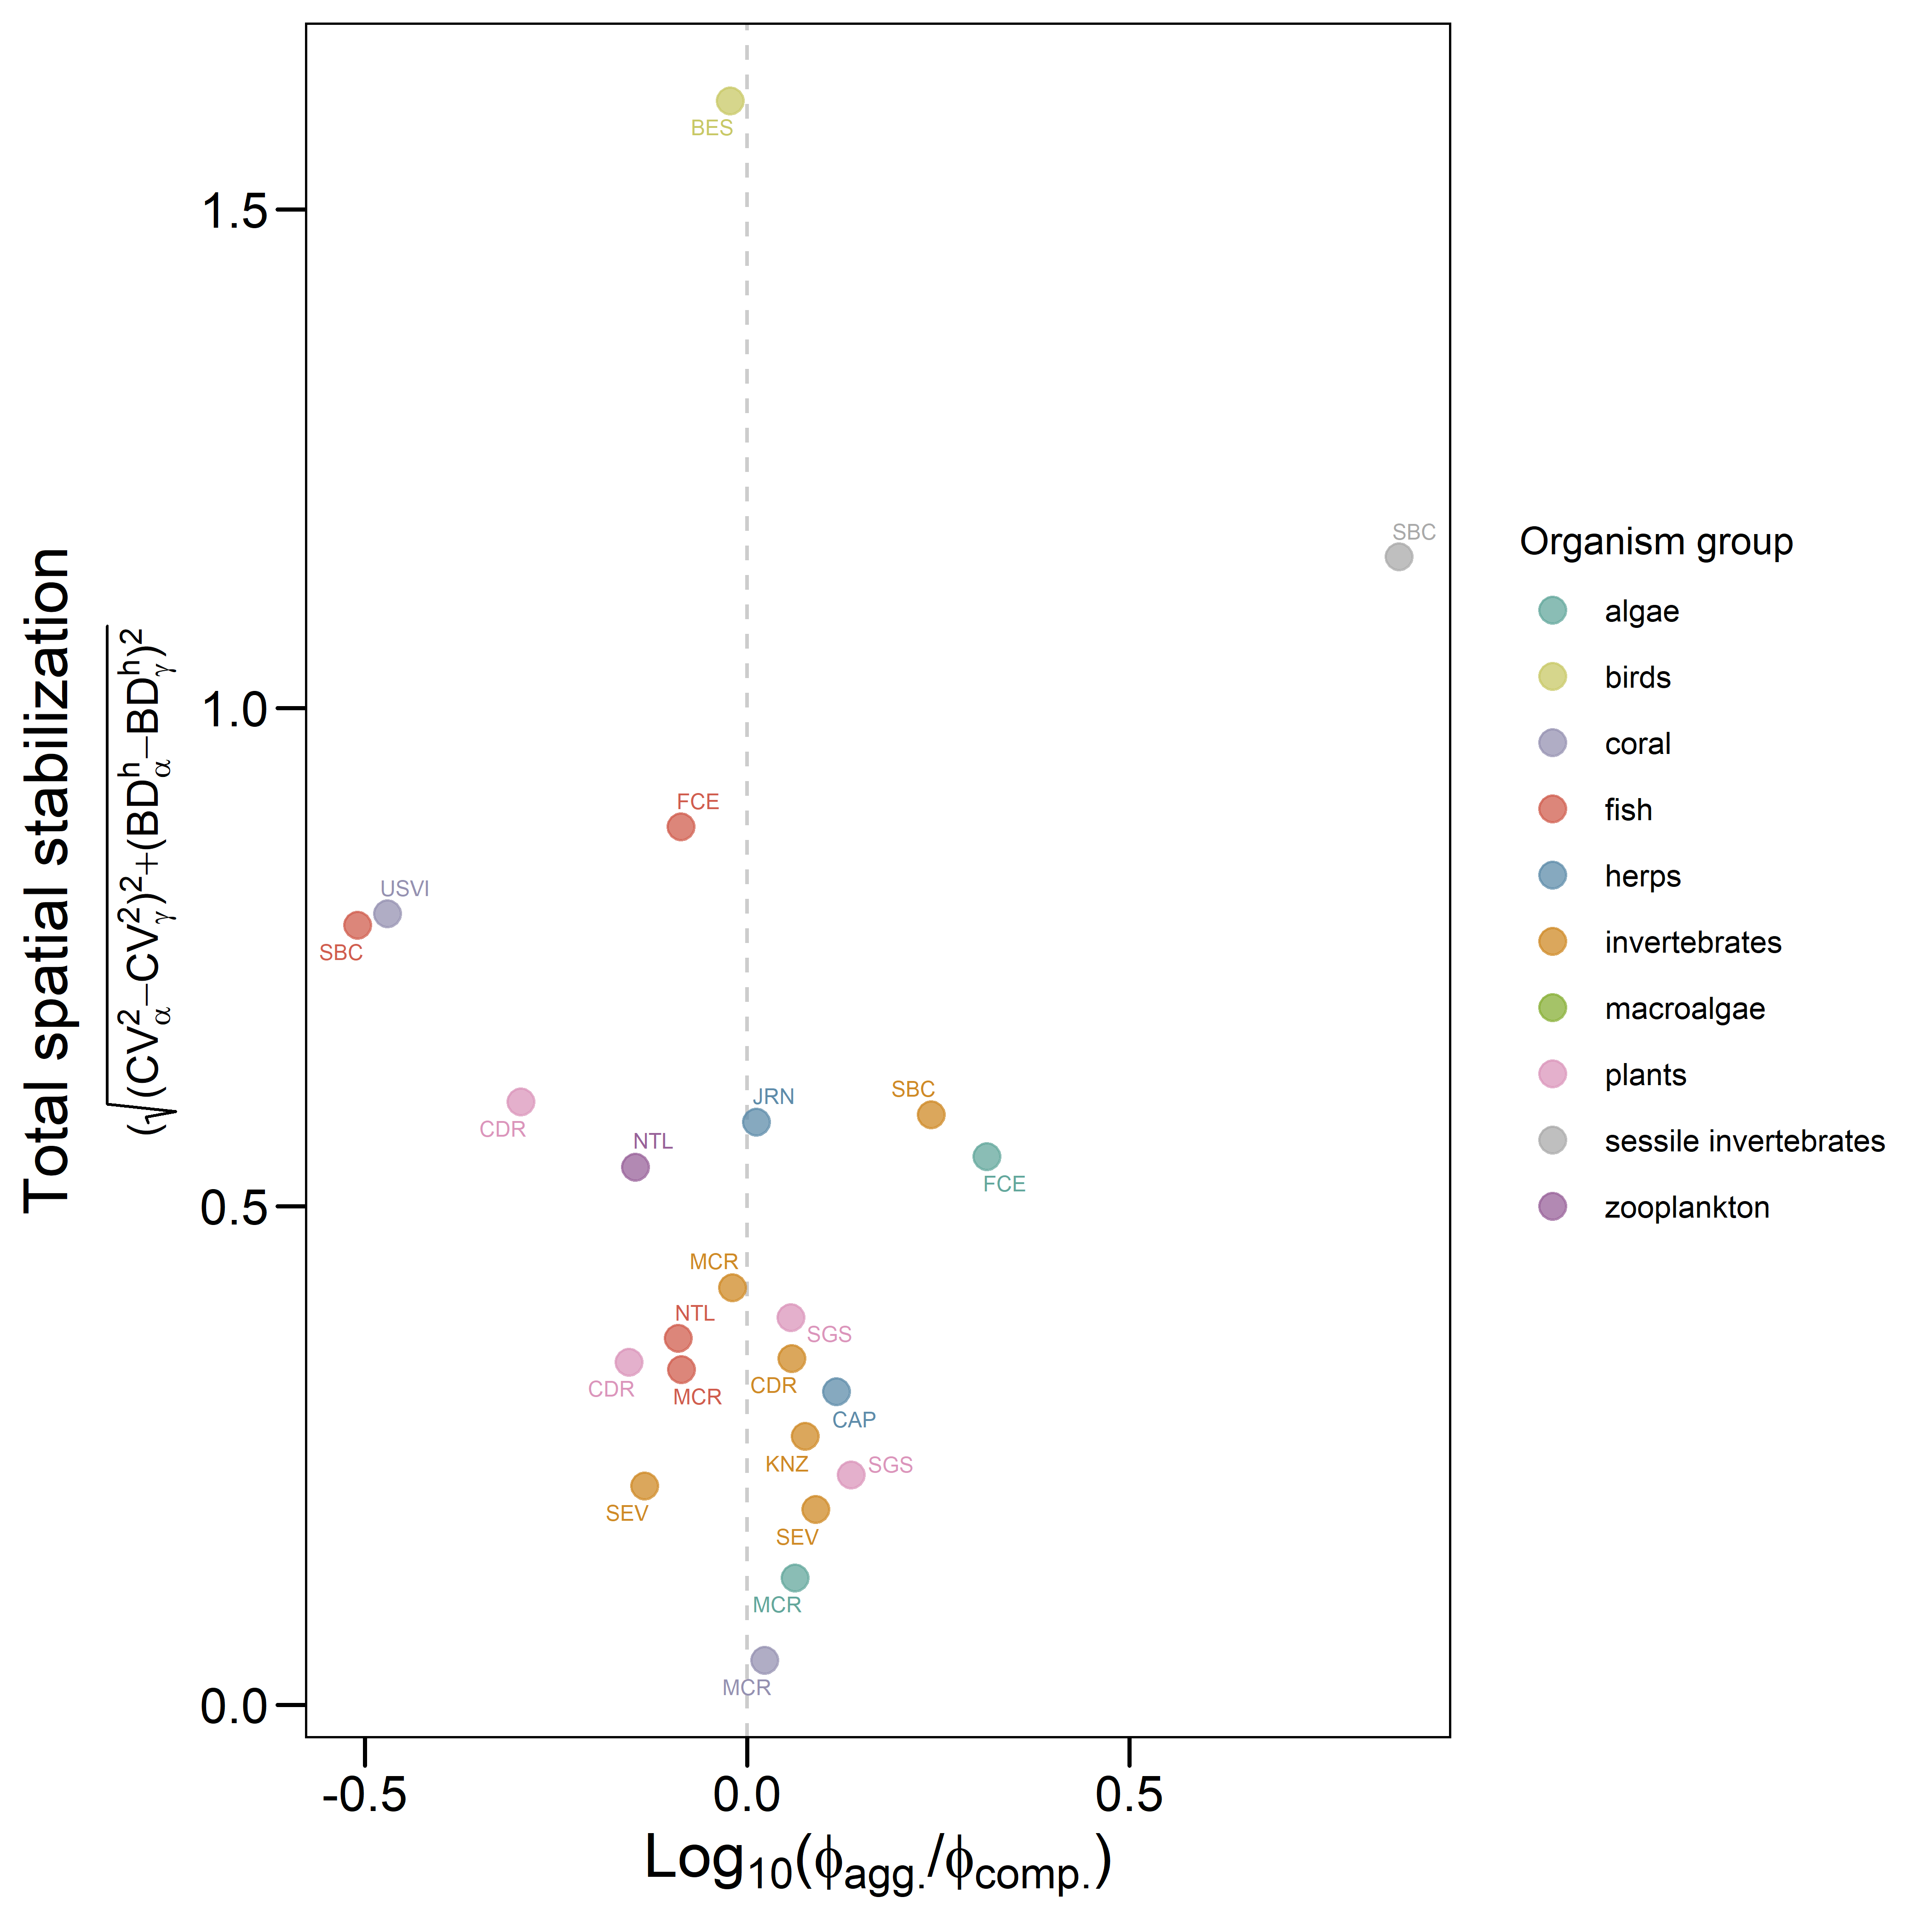 Total spatial stabilization
(√((CV²α−CV²γ)²+(BDʰα−BDʰγ)²
1.5
1.0
0.5
0.0
BES
SBC
FCE
USVI
SBC
CDR
JRN
SBC
NTL
FCE
MCR
NTL
SGS
CDR
MCR
CDR
CAP
KNZ
SGS
SEV
SEV
MCR
MCR
-0.5
0.0
0.5
Log₁₀(ϕagg./ϕcomp.)
Organism group
algae
birds
coral
fish
herps
invertebrates
macroalgae
plants
sessile invertebrates
zooplankton